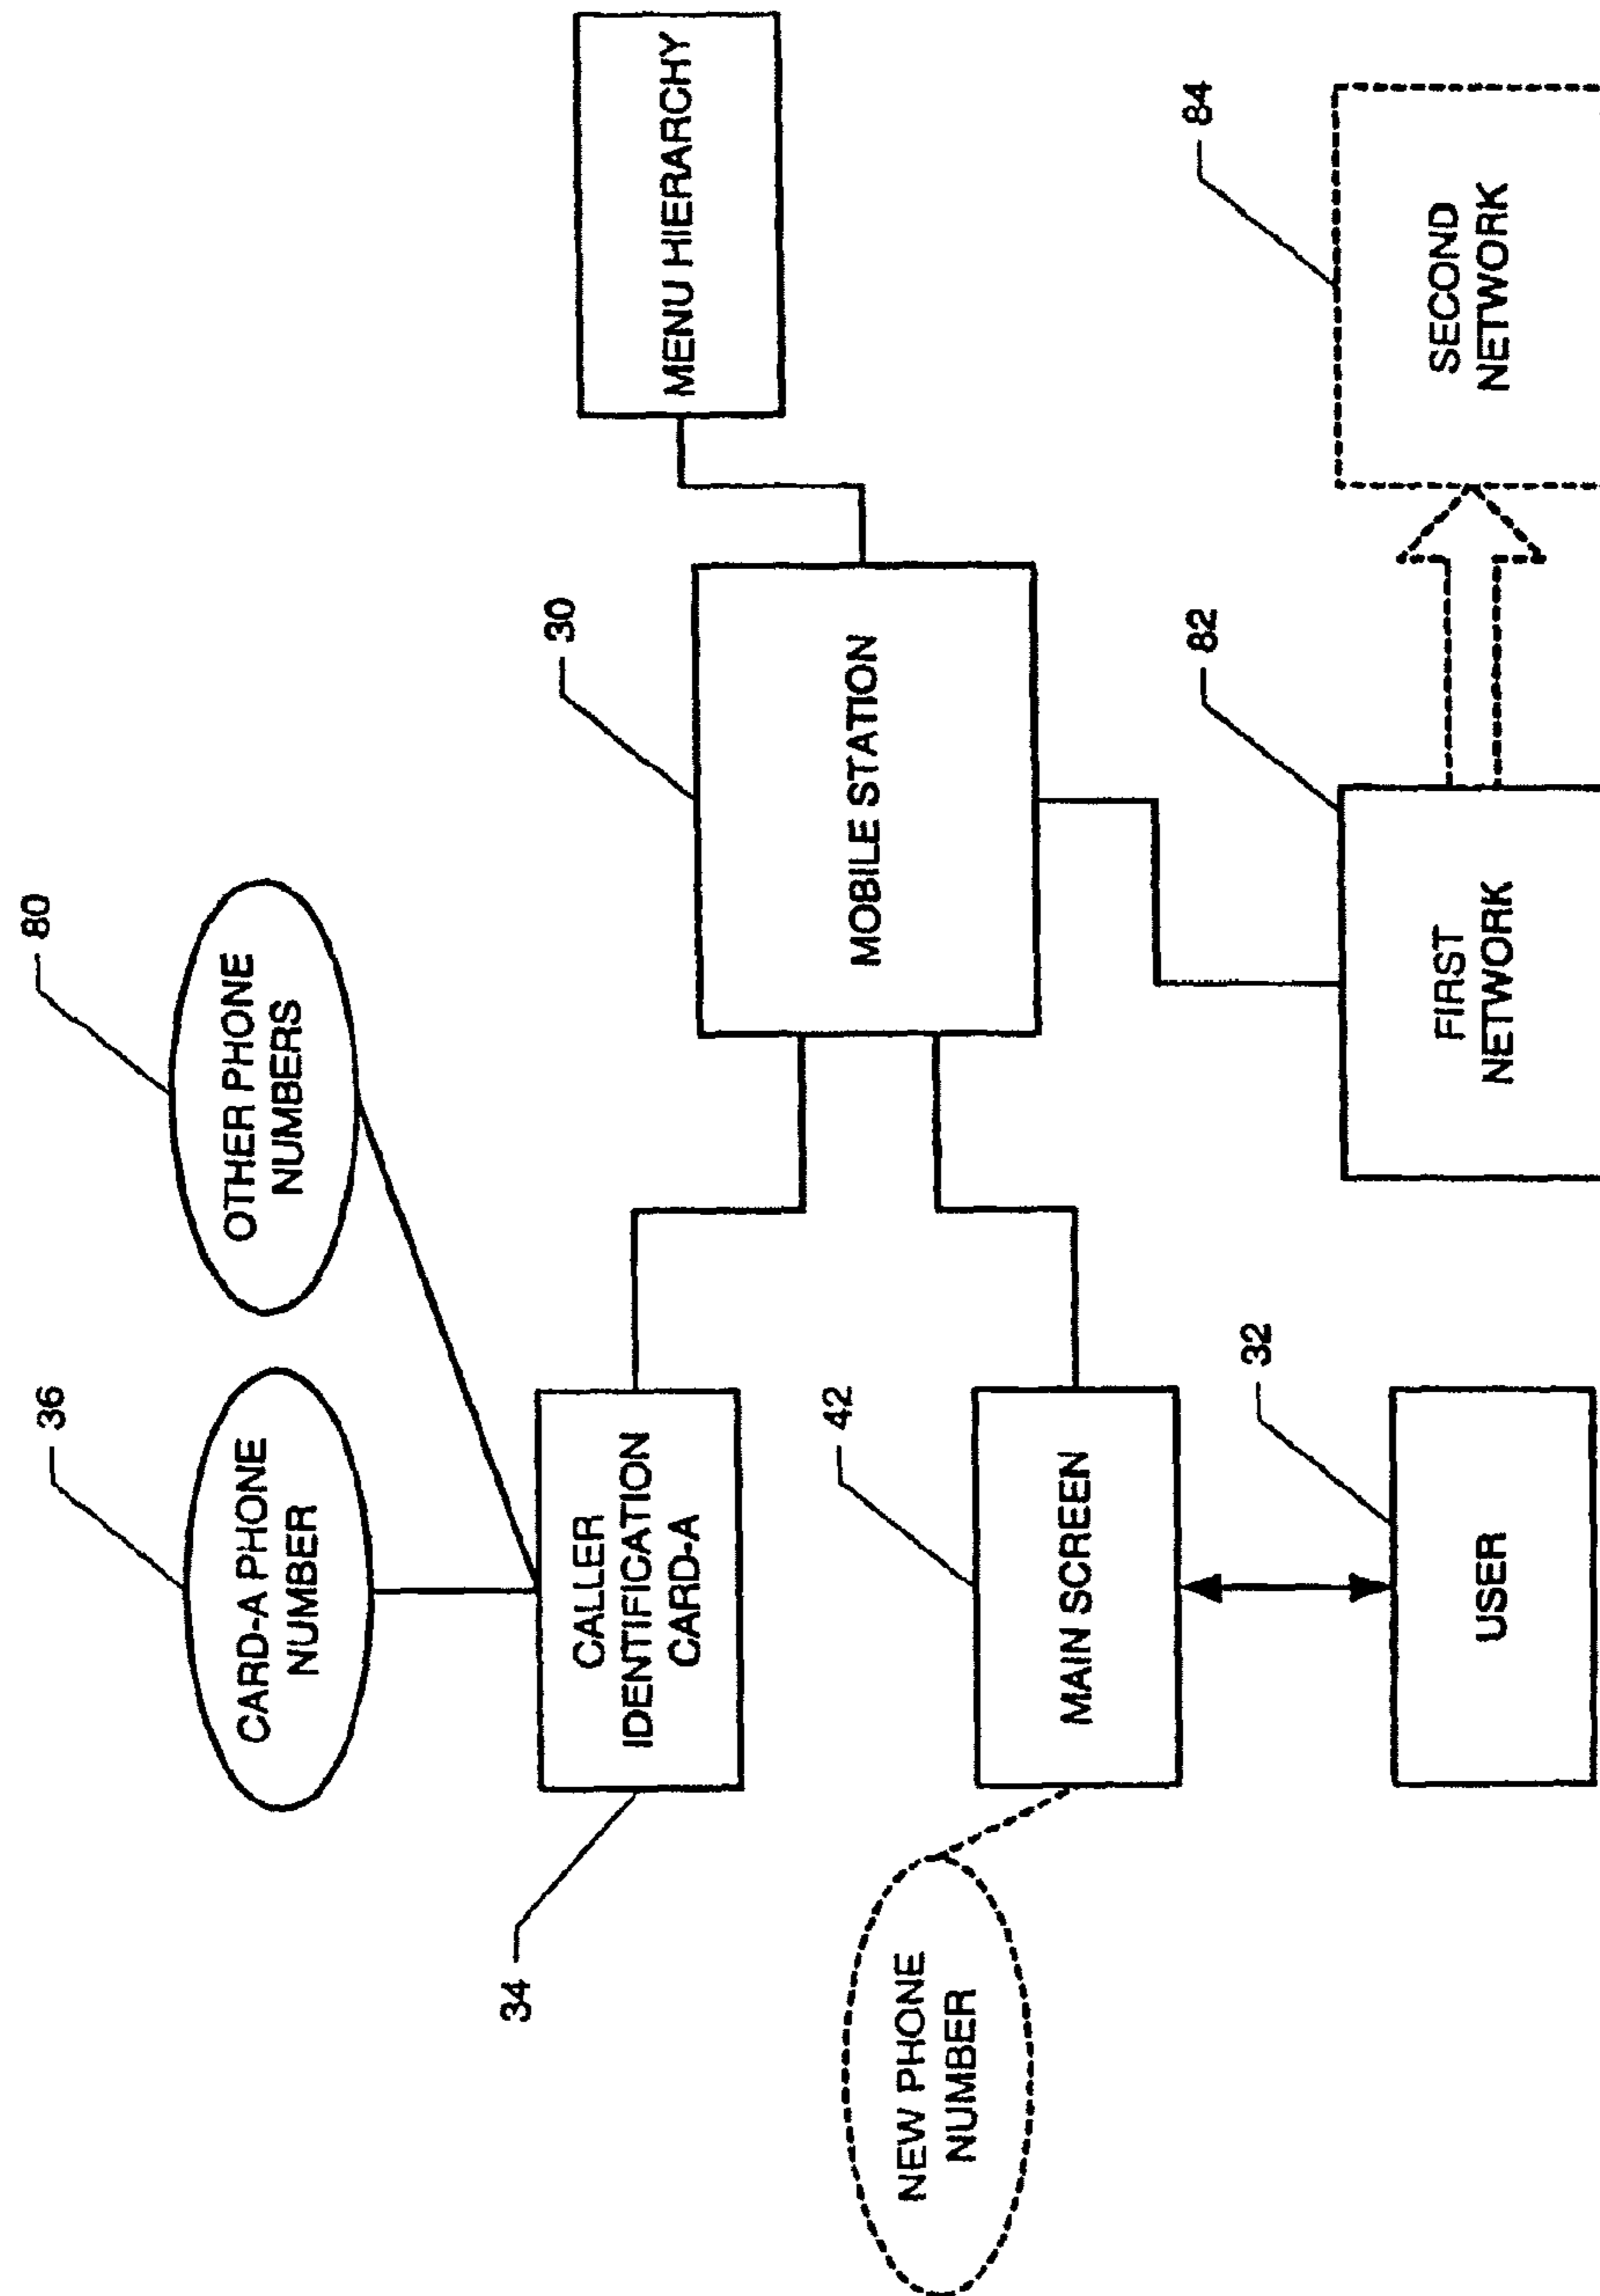 36
80
CARD-A PHONE
NUMBER
OTHER PHONE
NUMBERS
34
CALLER
IDENTIFICATION
CARD-A
30
MENU HIERARCHY
MOBILE STATION
NEW PHONE
NUMBER
42
MAIN SCREEN
32
USER
82
FIRST
NETWORK
84
SECOND
NETWORK